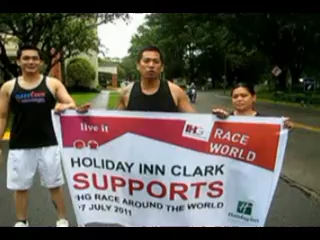 live it
IHG
RACE
WORLD
HOLIDAY INN CLARK
SUPPORTS
IHG RACE AROUND THE WORLD
7 JULY 2011
Holiday Inn